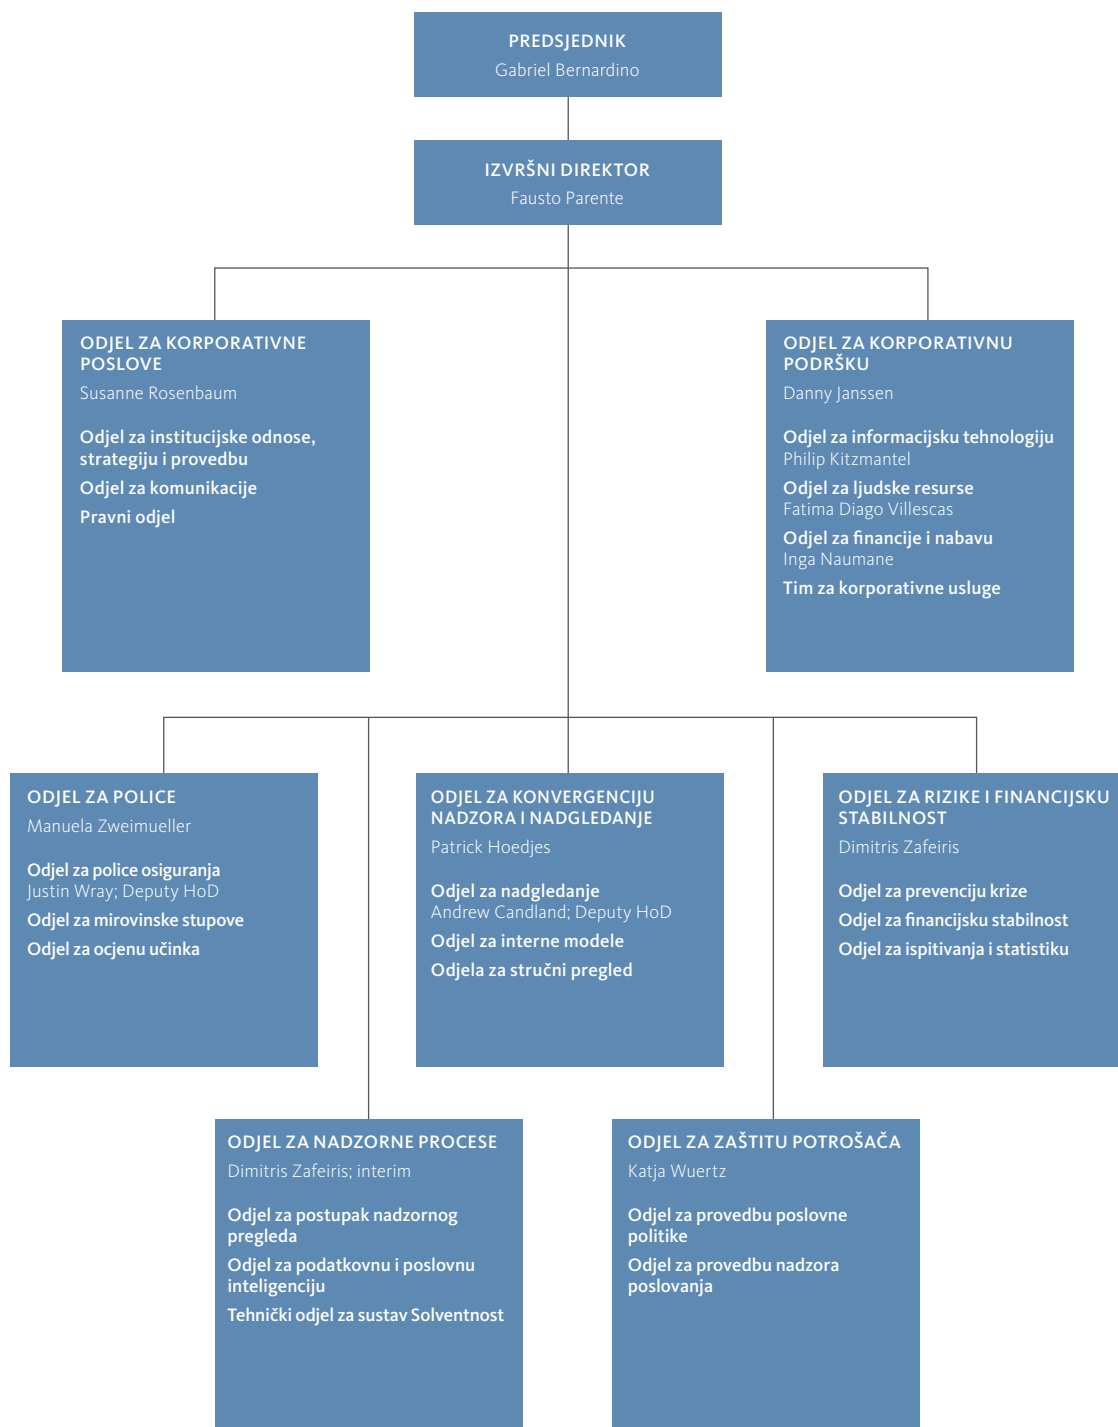 PREDSJEDNIK
Gabriel Bernardino
IZVRŠNI DIREKTOR
Fausto Parente
ODJEL ZA KORPORATIVNE
POSLOVE
Susanne Rosenbaum
Odjel za institucijske odnose,
strategiju i provedbu
Odjel za komunikacije
Pravni odjel
ODJEL ZA KORPORATIVNU
PODRŠKU
Danny Janssen
Odjel za informacijsku tehnologiju
Philip Kitzmantel
Odjel za ljudske resurse
Fatima Diago Villescas
Odjel za financije i nabavu
Inga Naumane
Tim za korporativne usluge
ODJEL ZA POLICE
Manuela Zweimueller
Odjel za police osiguranja
Justin Wray; Deputy HoD
Odjel za mirovinske stupove
Odjel za ocjenu učinka
ODJEL ZA KONVERGENCIJU
NADZORA I NADGLEDANJE
Patrick Hoedjes
Odjel za nadgledanje
Andrew Candland; Deputy HoD
Odjel za interne modele
Odjela za stručni pregled
ODJEL ZA RIZIKE I FINANCIJSKU
STABILNOST
Dimitris Zafeiris
Odjel za prevenciju krize
Odjel za financijsku stabilnost
Odjel za ispitivanja i statistiku
ODJEL ZA NADZORNE PROCESE
Dimitris Zafeiris; interim
Odjel za postupak nadzornog
pregleda
Odjel za podatkovnu i poslovnu
inteligenciju
Tehnički odjel za sustav Solventnost
ODJEL ZA ZAŠTITU POTROŠAČA
Katja Wuertz
Odjel za provedbu poslovne
politike
Odjel za provedbu nadzora
poslovanja